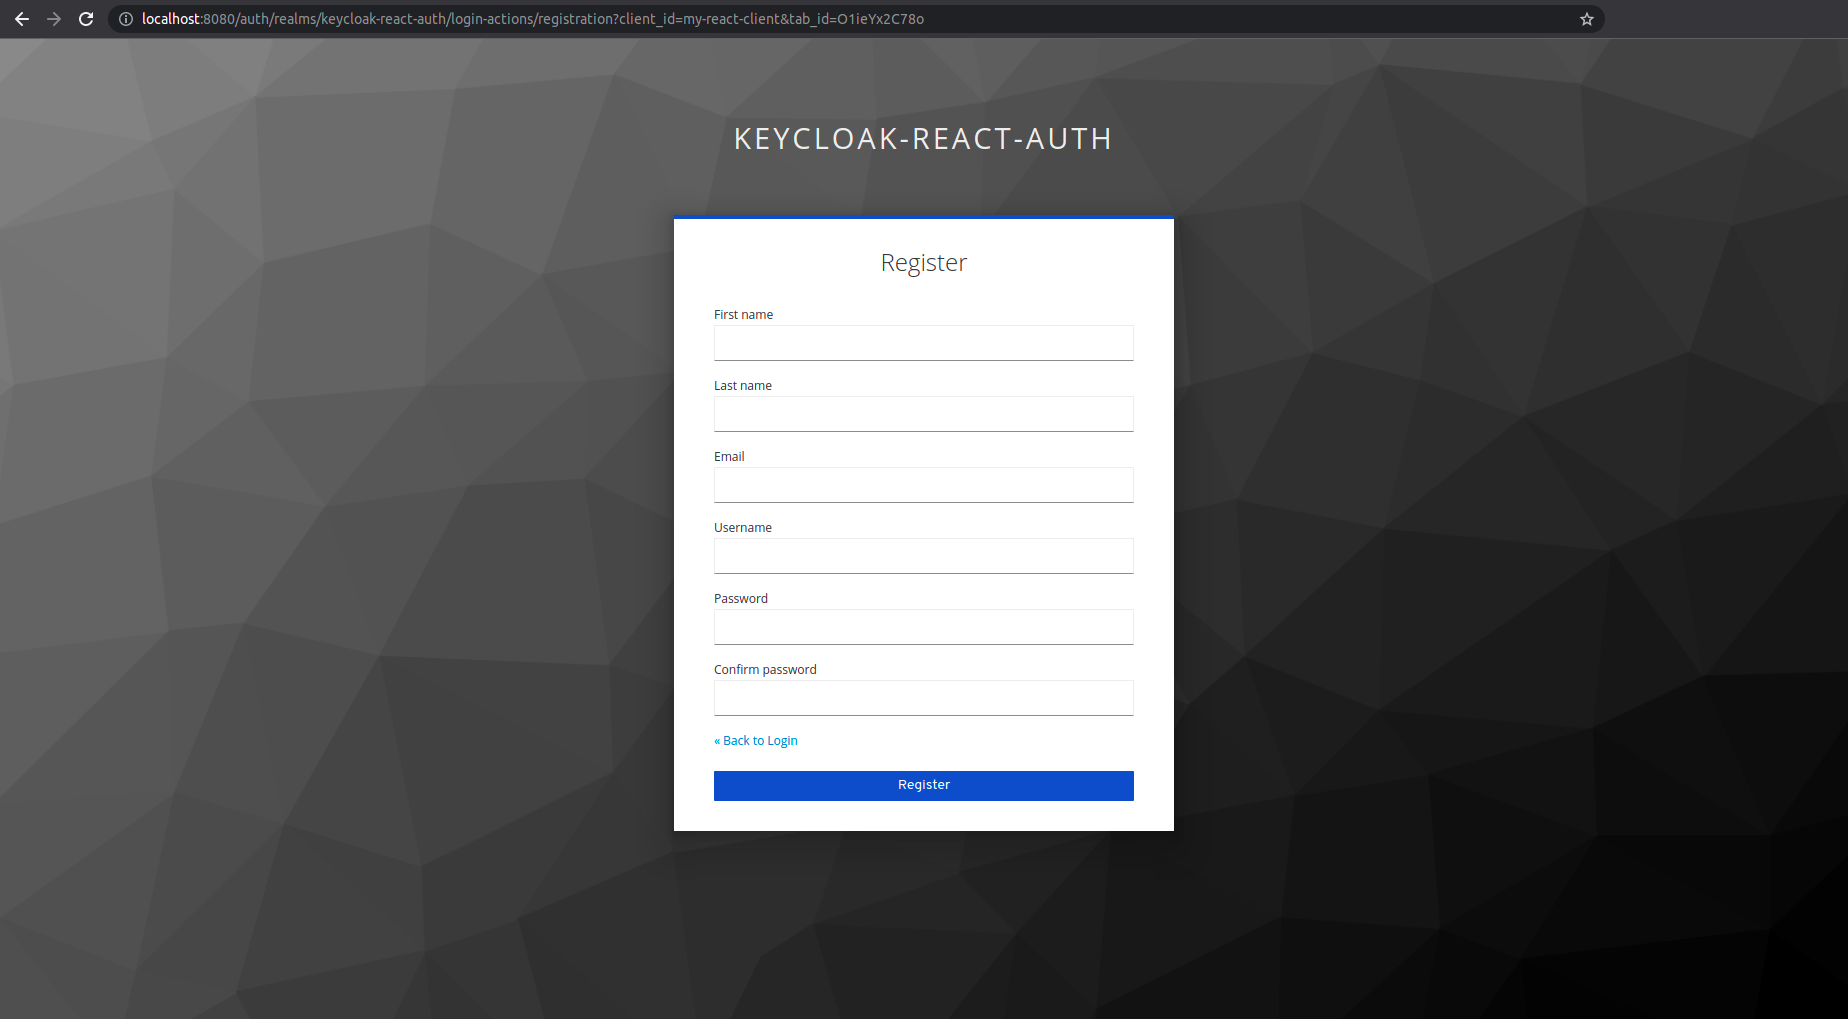 localhost:8080/auth/realms/keycloak-react-auth/login-actions/registration?client_id=my-react-client&tab_id=O1ieYx2C78o
KEYCLOAK-REACT-AUTH
Register
First name
Last name
Email
Username
Password
Confirm password
« Back to Login
Register